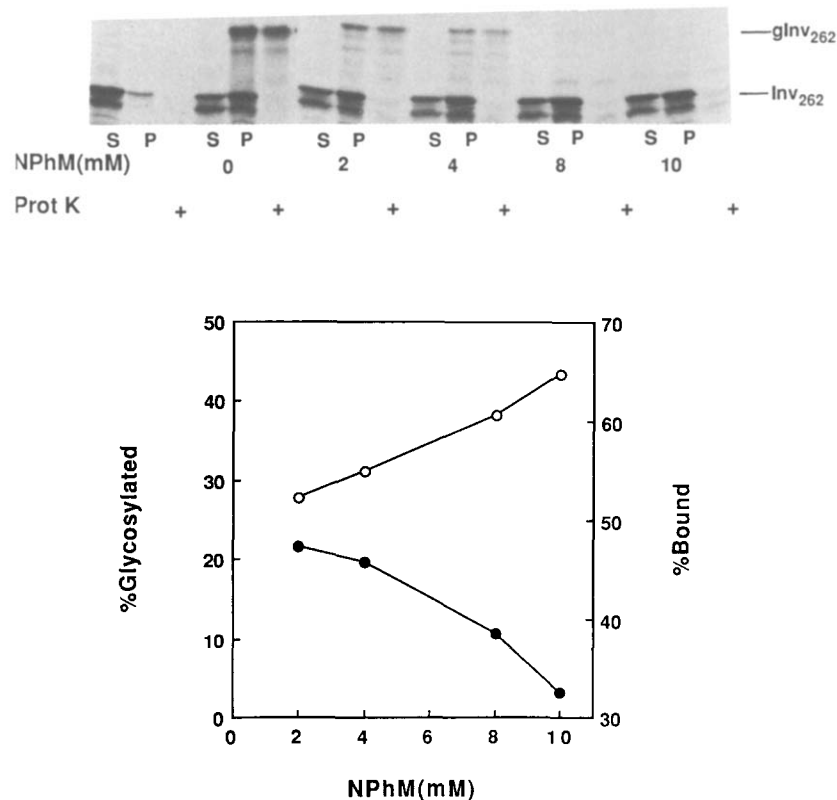 gInv262
Inv262
S P S P S P S P S P S P
NPhM(mM) 0 2 4 8 10
Prot K + + + + + +
50 70
40
60
30
50
20
40
10
0 30
0 2 4 6 8 10
%Glycosylated
%Bound
NPhM(mM)